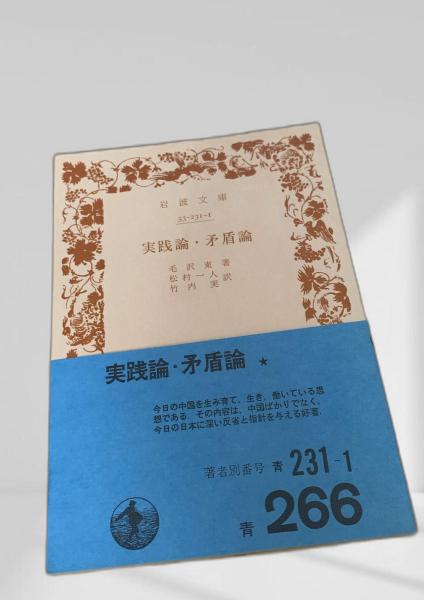 岩波文庫
33-231-1
実践論・矛盾論
毛沢東著
松村一人訳
竹内実
実践論・矛盾論 ★
今日の中国を生み育て，生き，働いている思
想である．その内容は，中国ばかりでなく，
今日の日本に深い反省と指針を与える好著．
著者別番号 青 231-1
青 266